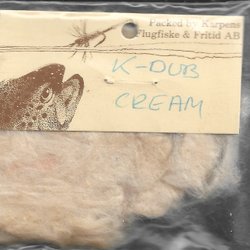 Packed by Karpens
Flugfiske & Fritid AB
K-DUB
CREAM